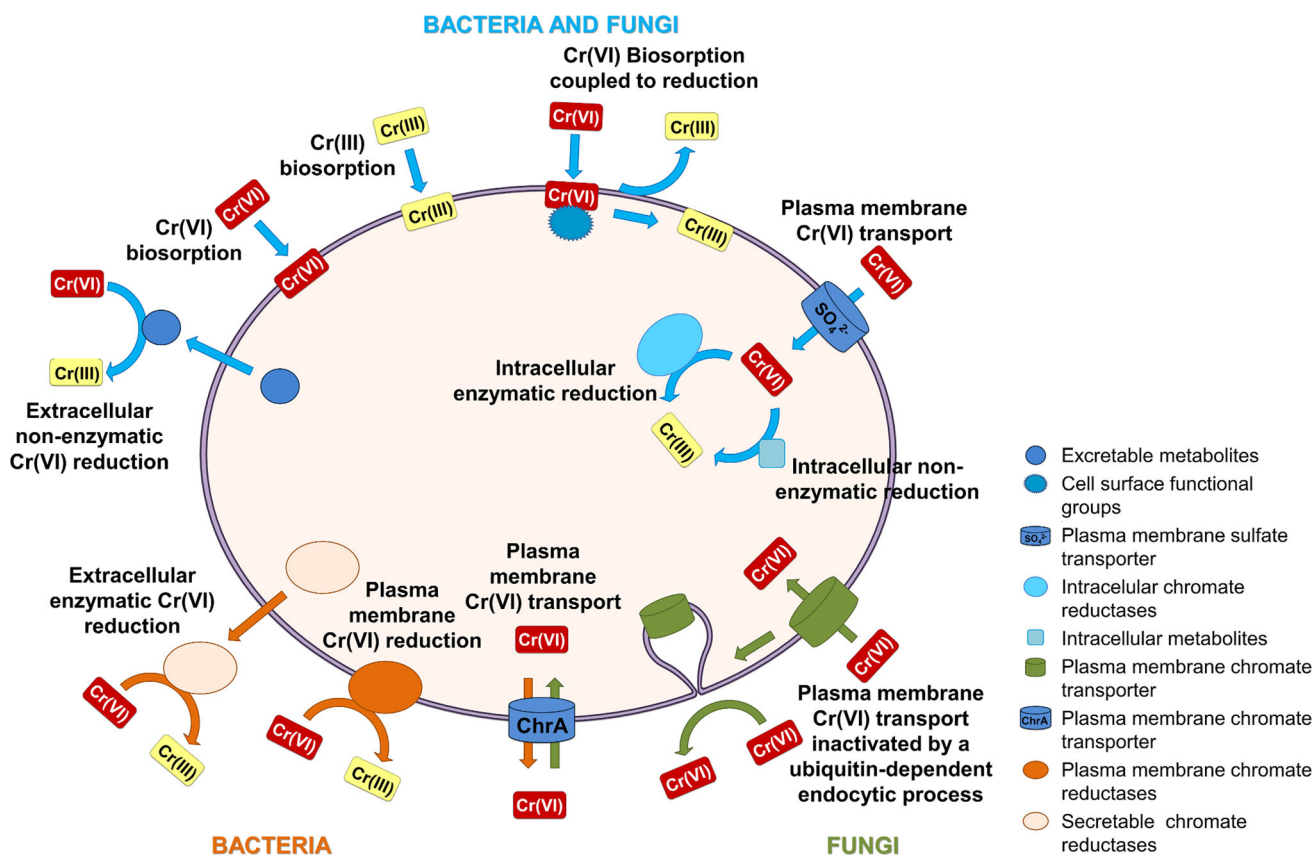 BACTERIA AND FUNGI
Cr(VI) Biosorption
coupled to reduction
Cr(VI)
Cr(III)
Cr(III)
Cr(III)
biosorption
Cr(III)
Cr(VI)
Cr(III)
Cr(VI)
Cr(VI)
biosorption
Cr(VI)
Plasma membrane
Cr(VI) transport
Cr(VI)
SO₄²⁻
Cr(VI)
Cr(III)
Extracellular
non-enzymatic
Cr(VI) reduction
Intracellular
enzymatic reduction
Cr(VI)
Cr(III)
Intracellular non-
enzymatic reduction
Extracellular
enzymatic Cr(VI)
reduction
Cr(VI)
Cr(III)
Plasma
membrane
Cr(VI) reduction
Cr(VI)
Cr(III)
Plasma
membrane
Cr(VI) transport
Cr(VI)
ChrA
Cr(VI)
Cr(VI)
Cr(VI)
Cr(VI)
Cr(VI)
Plasma membrane
Cr(VI) transport
inactivated by a
ubiquitin-dependent
endocytic process
BACTERIA
FUNGI
Excretable metabolites
Cell surface functional
groups
SO₄²⁻
Plasma membrane sulfate
transporter
Intracelular chromate
reductases
Intracellular metabolites
Plasma membrane chromate
transporter
ChrA
Plasma membrane chromate
transporter
Plasma membrane chromate
reductases
Secretable chromate
reductases